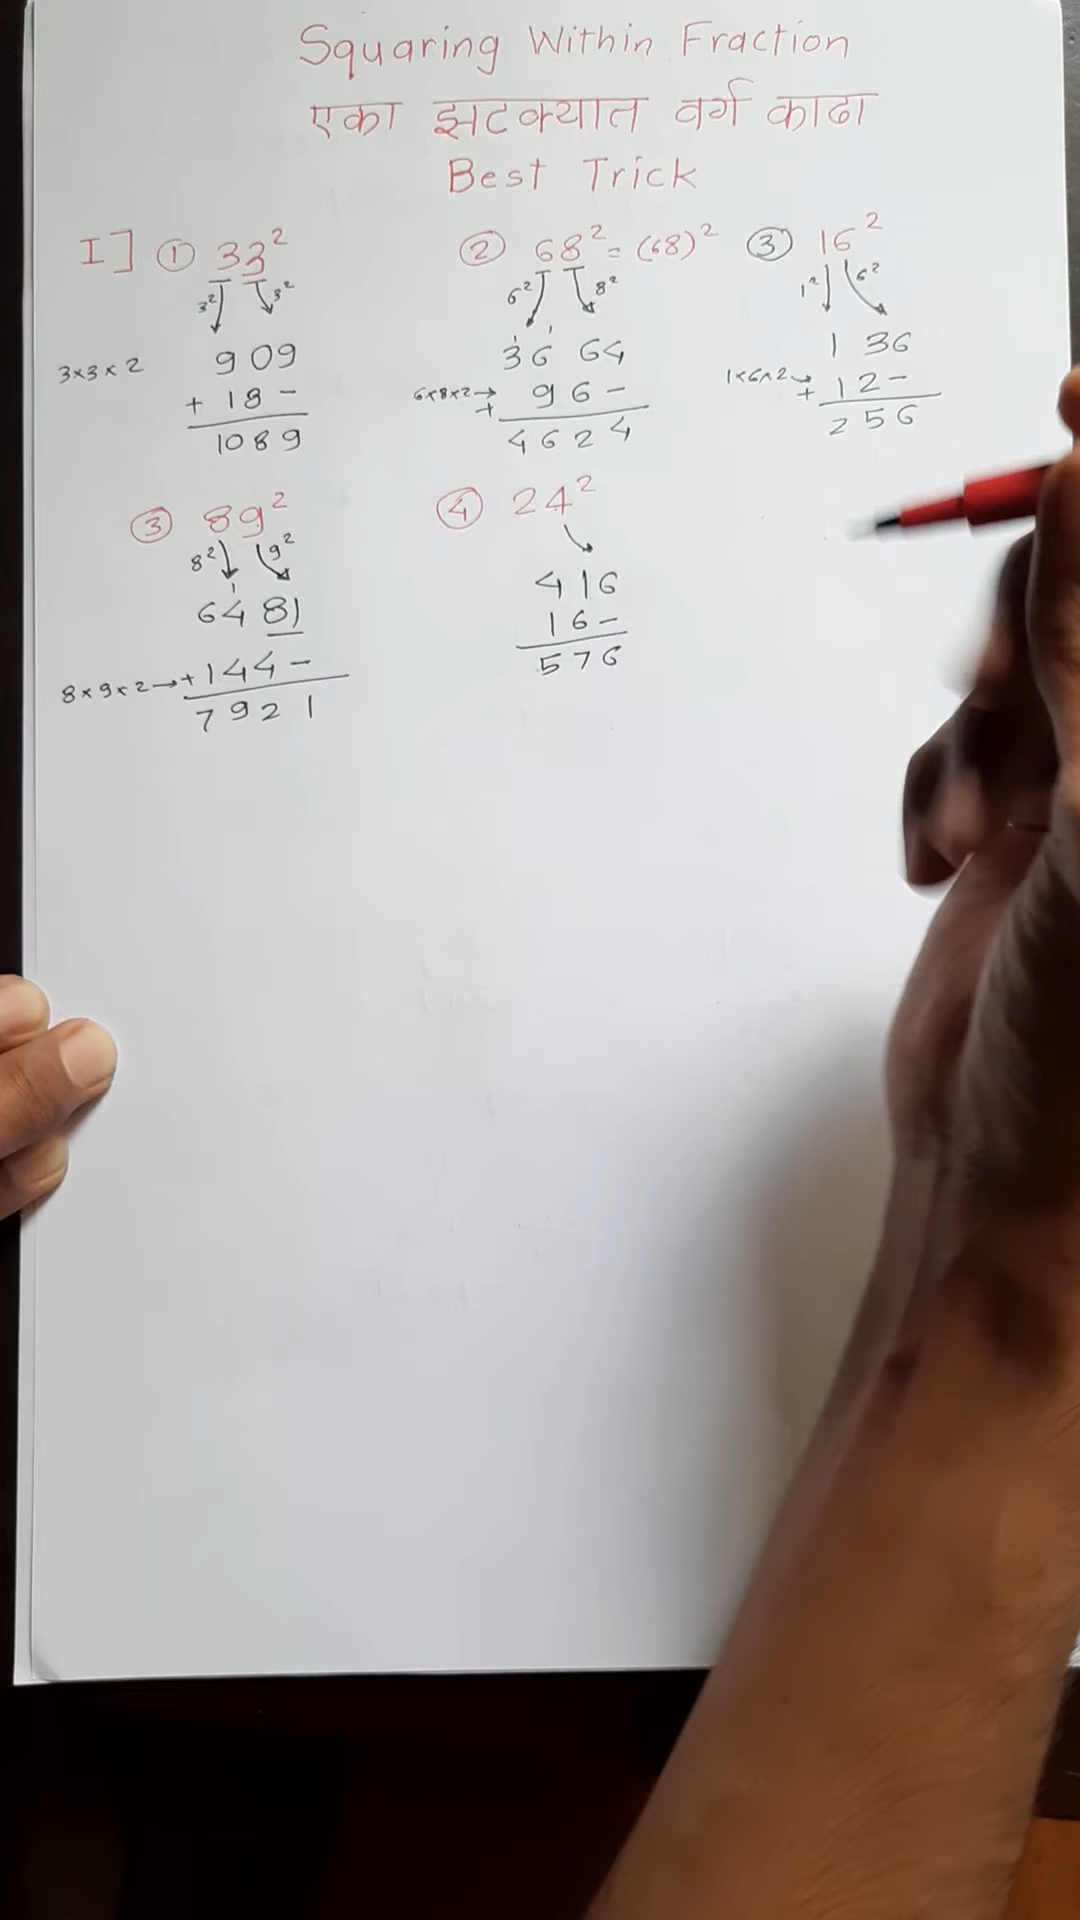 Squaring Within Fraction
एका झटक्यात वर्ग काढा
Best Trick
I] ① 33²
3² 3²
909
3×3×2
+ 18 -
1089
② 68² = (68)²
6² 8²
1 1
36 64
6×8×2→
+ 96 -
4624
③ 16²
1² 6²
1 36
1×6×2→
+ 12 -
256
③ 89²
8² 9²
1
64 81
8×9×2→ +144 -
7921
④ 24²
416
16 -
576